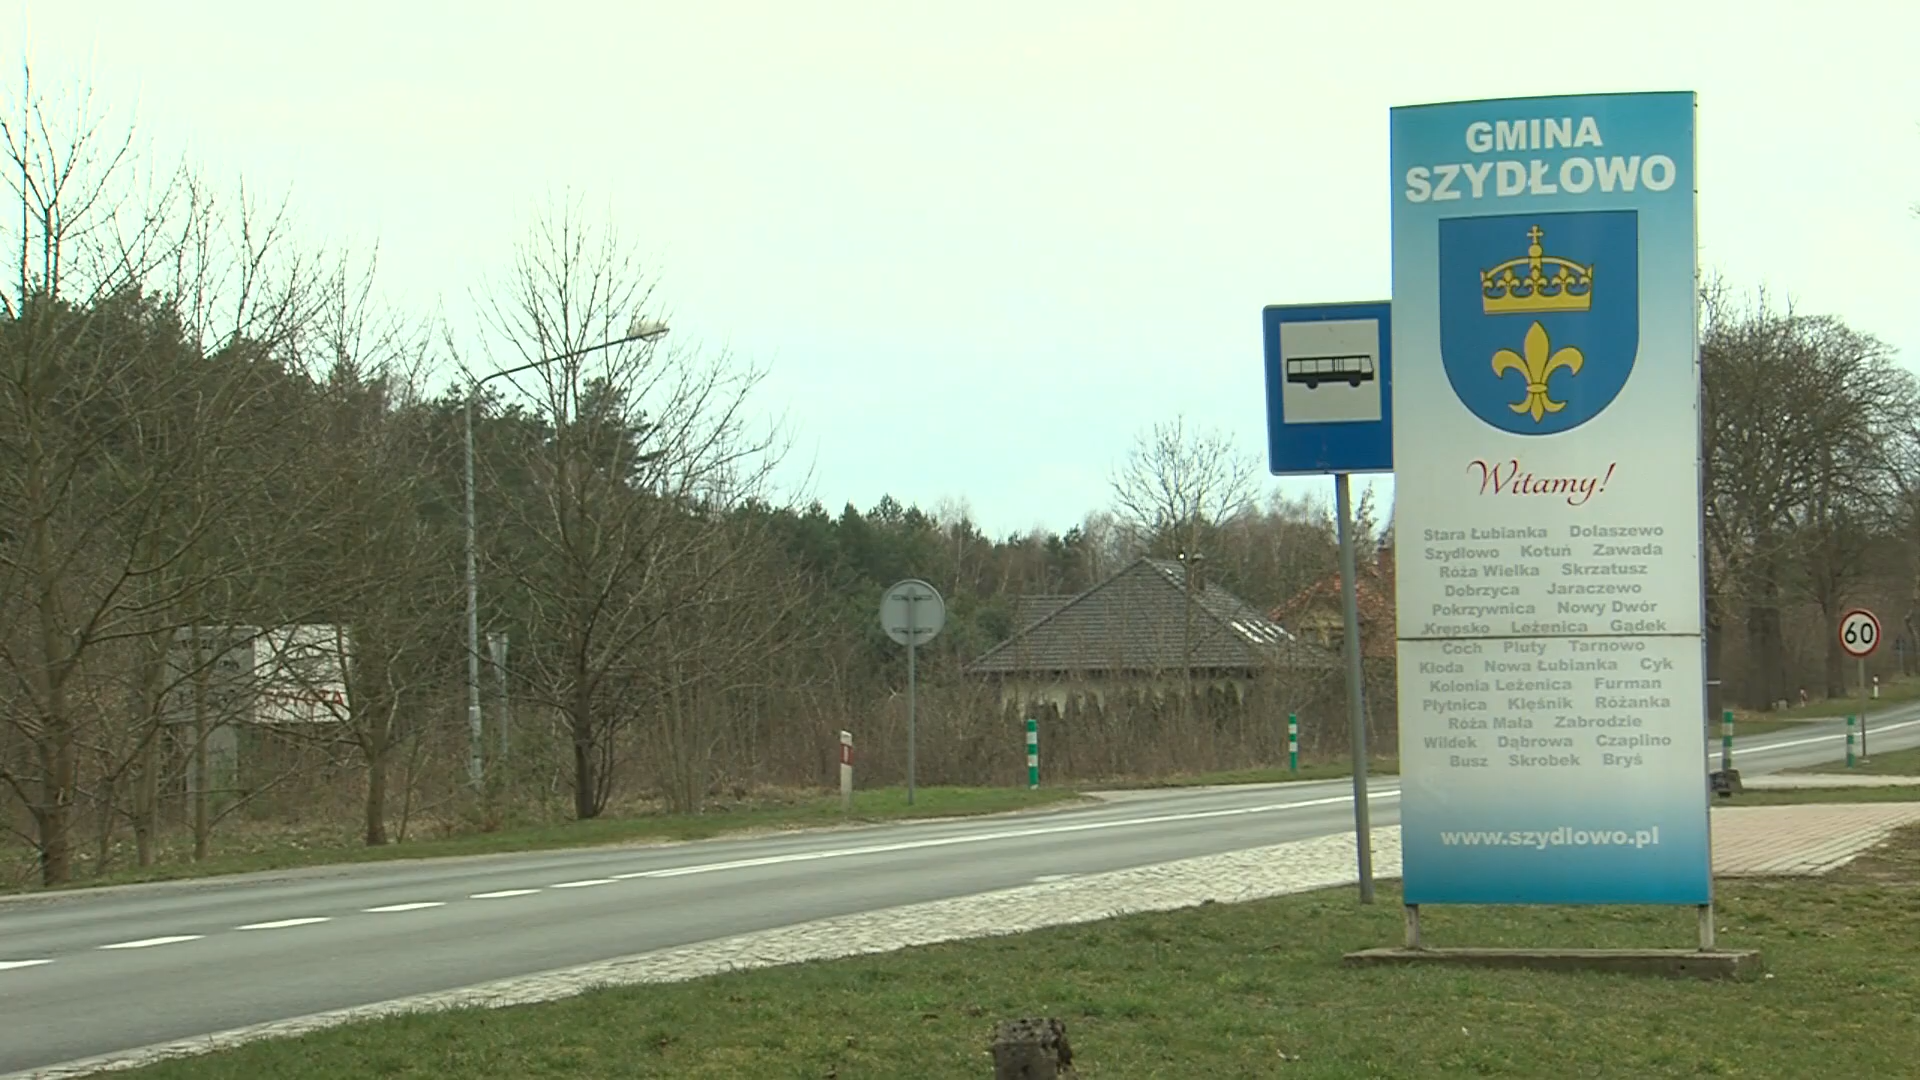 GMINA
SZYDŁOWO
Witamy!
Stara Łubianka Dolaszewo
Szydłowo Kotuń Zawada
Róża Wielka Skrzatusz
Dobrzyca Jaraczewo
Pokrzywnica Nowy Dwór
Krępsko Leżenica Gądek
Coch Pluty Tarnowo
Kłoda Nowa Łubianka Cyk
Kolonia Leżenica Furman
Płytnica Klęśnik Różanka
Róża Mała Zabrodzie
Wildek Dąbrowa Czaplino
Busz Skrobek Bryś
www.szydlowo.pl
60